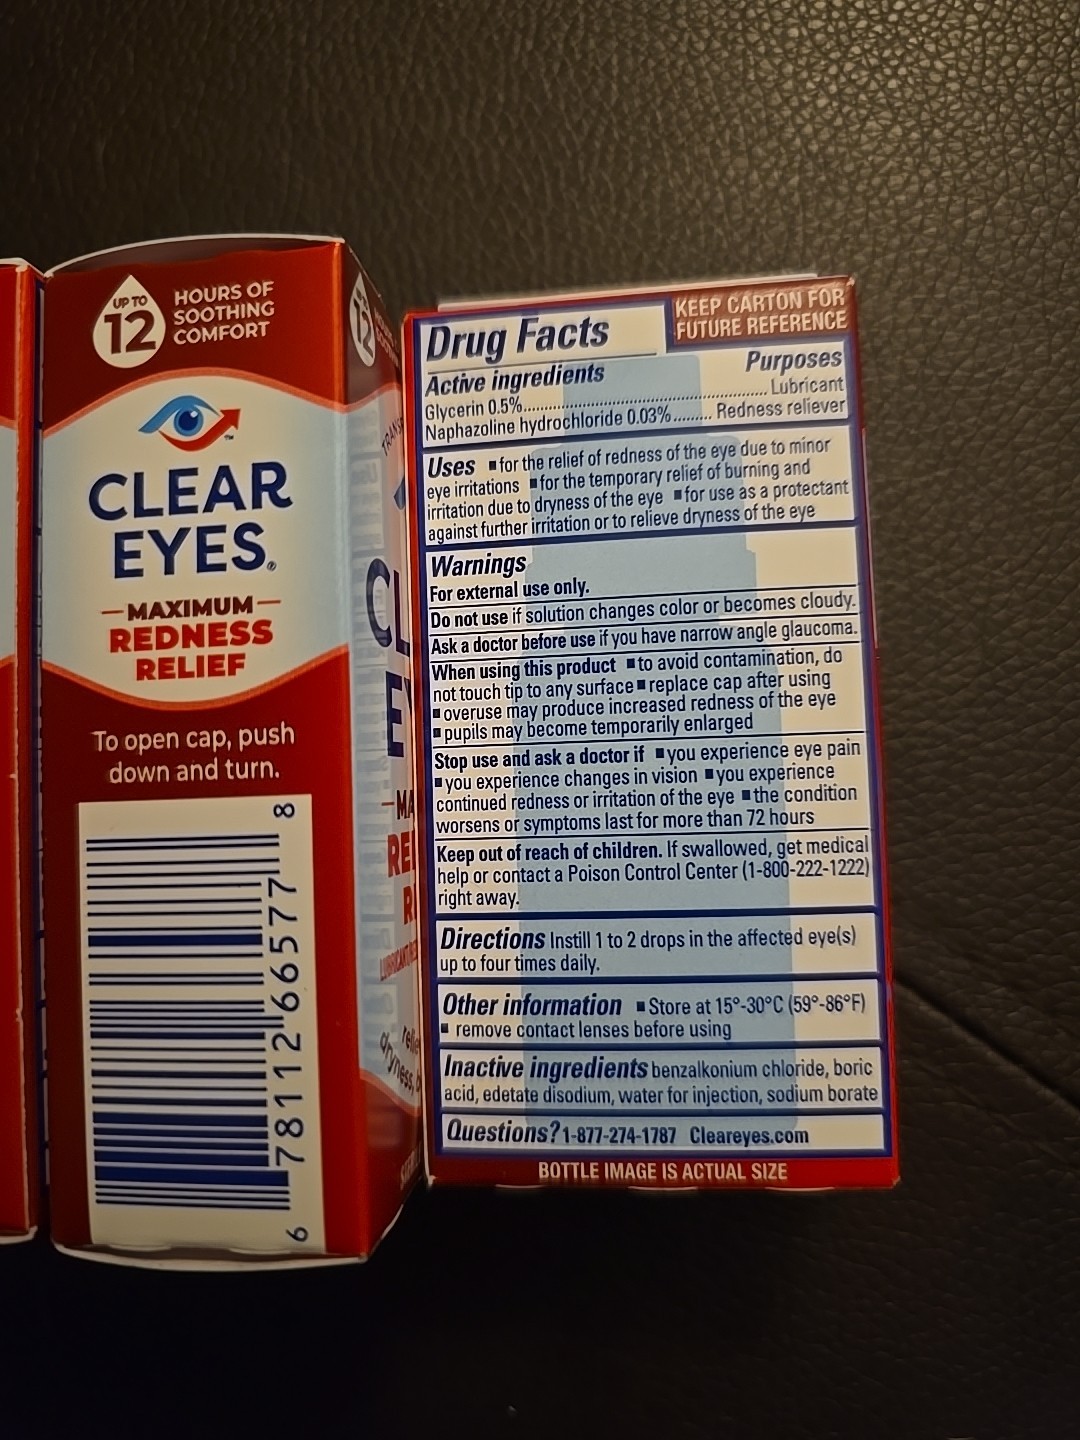 UP TO
12
HOURS OF
SOOTHING
COMFORT
CLEAR
EYES®
MAXIMUM
REDNESS
RELIEF
To open cap, push
down and turn.
6 78112 66577 8
12
CL
E
MA
RE
R
KEEP CARTON FOR
FUTURE REFERENCE
Drug Facts
Active ingredients Purposes
Glycerin 0.5%.......................................................... Lubricant
Naphazoline hydrochloride 0.03%......... Redness reliever
Uses ■ for the relief of redness of the eye due to minor
eye irritations ■ for the temporary relief of burning and
irritation due to dryness of the eye ■ for use as a protectant
against further irritation or to relieve dryness of the eye
Warnings
For external use only.
Do not use if solution changes color or becomes cloudy.
Ask a doctor before use if you have narrow angle glaucoma.
When using this product ■ to avoid contamination, do
not touch tip to any surface ■ replace cap after using
■ overuse may produce increased redness of the eye
■ pupils may become temporarily enlarged
Stop use and ask a doctor if ■ you experience eye pain
■ you experience changes in vision ■ you experience
continued redness or irritation of the eye ■ the condition
worsens or symptoms last for more than 72 hours
Keep out of reach of children. If swallowed, get medical
help or contact a Poison Control Center (1-800-222-1222)
right away.
Directions Instill 1 to 2 drops in the affected eye(s)
up to four times daily.
Other information ■ Store at 15°-30°C (59°-86°F)
■ remove contact lenses before using
Inactive ingredients benzalkonium chloride, boric
acid, edetate disodium, water for injection, sodium borate
Questions? 1-877-274-1787 Cleareyes.com
BOTTLE IMAGE IS ACTUAL SIZE